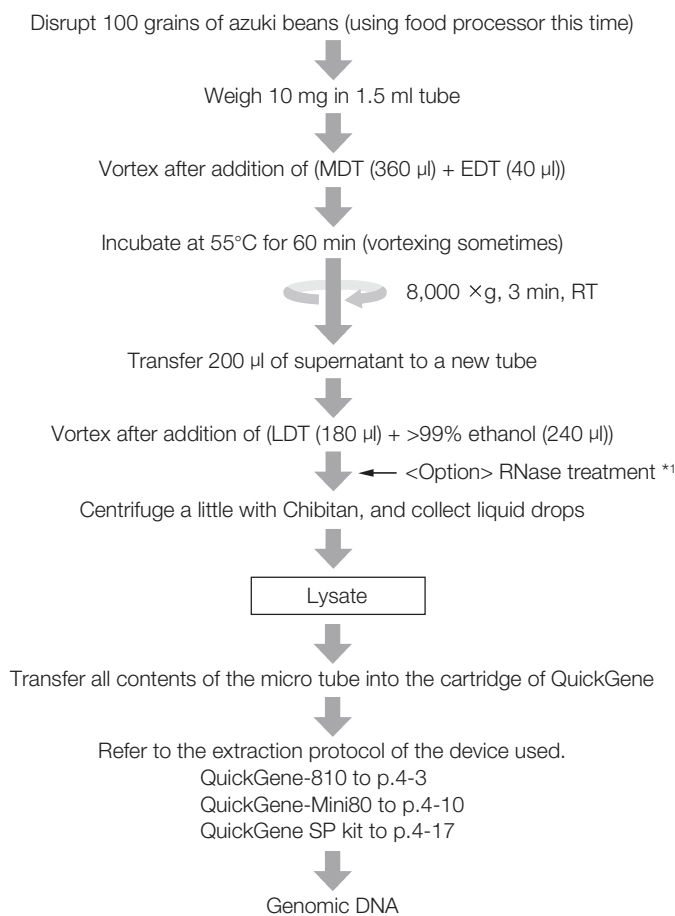 Disrupt 100 grains of azuki beans (using food processor this time)
Weigh 10 mg in 1.5 ml tube
Vortex after addition of (MDT (360 µl) + EDT (40 µl))
Incubate at 55°C for 60 min (vortexing sometimes)
8,000 ×g, 3 min, RT
Transfer 200 µl of supernatant to a new tube
Vortex after addition of (LDT (180 µl) + >99% ethanol (240 µl))
<Option> RNase treatment *1
Centrifuge a little with Chibitan, and collect liquid drops
Lysate
Transfer all contents of the micro tube into the cartridge of QuickGene
Refer to the extraction protocol of the device used.
QuickGene-810 to p.4-3
QuickGene-Mini80 to p.4-10
QuickGene SP kit to p.4-17
Genomic DNA